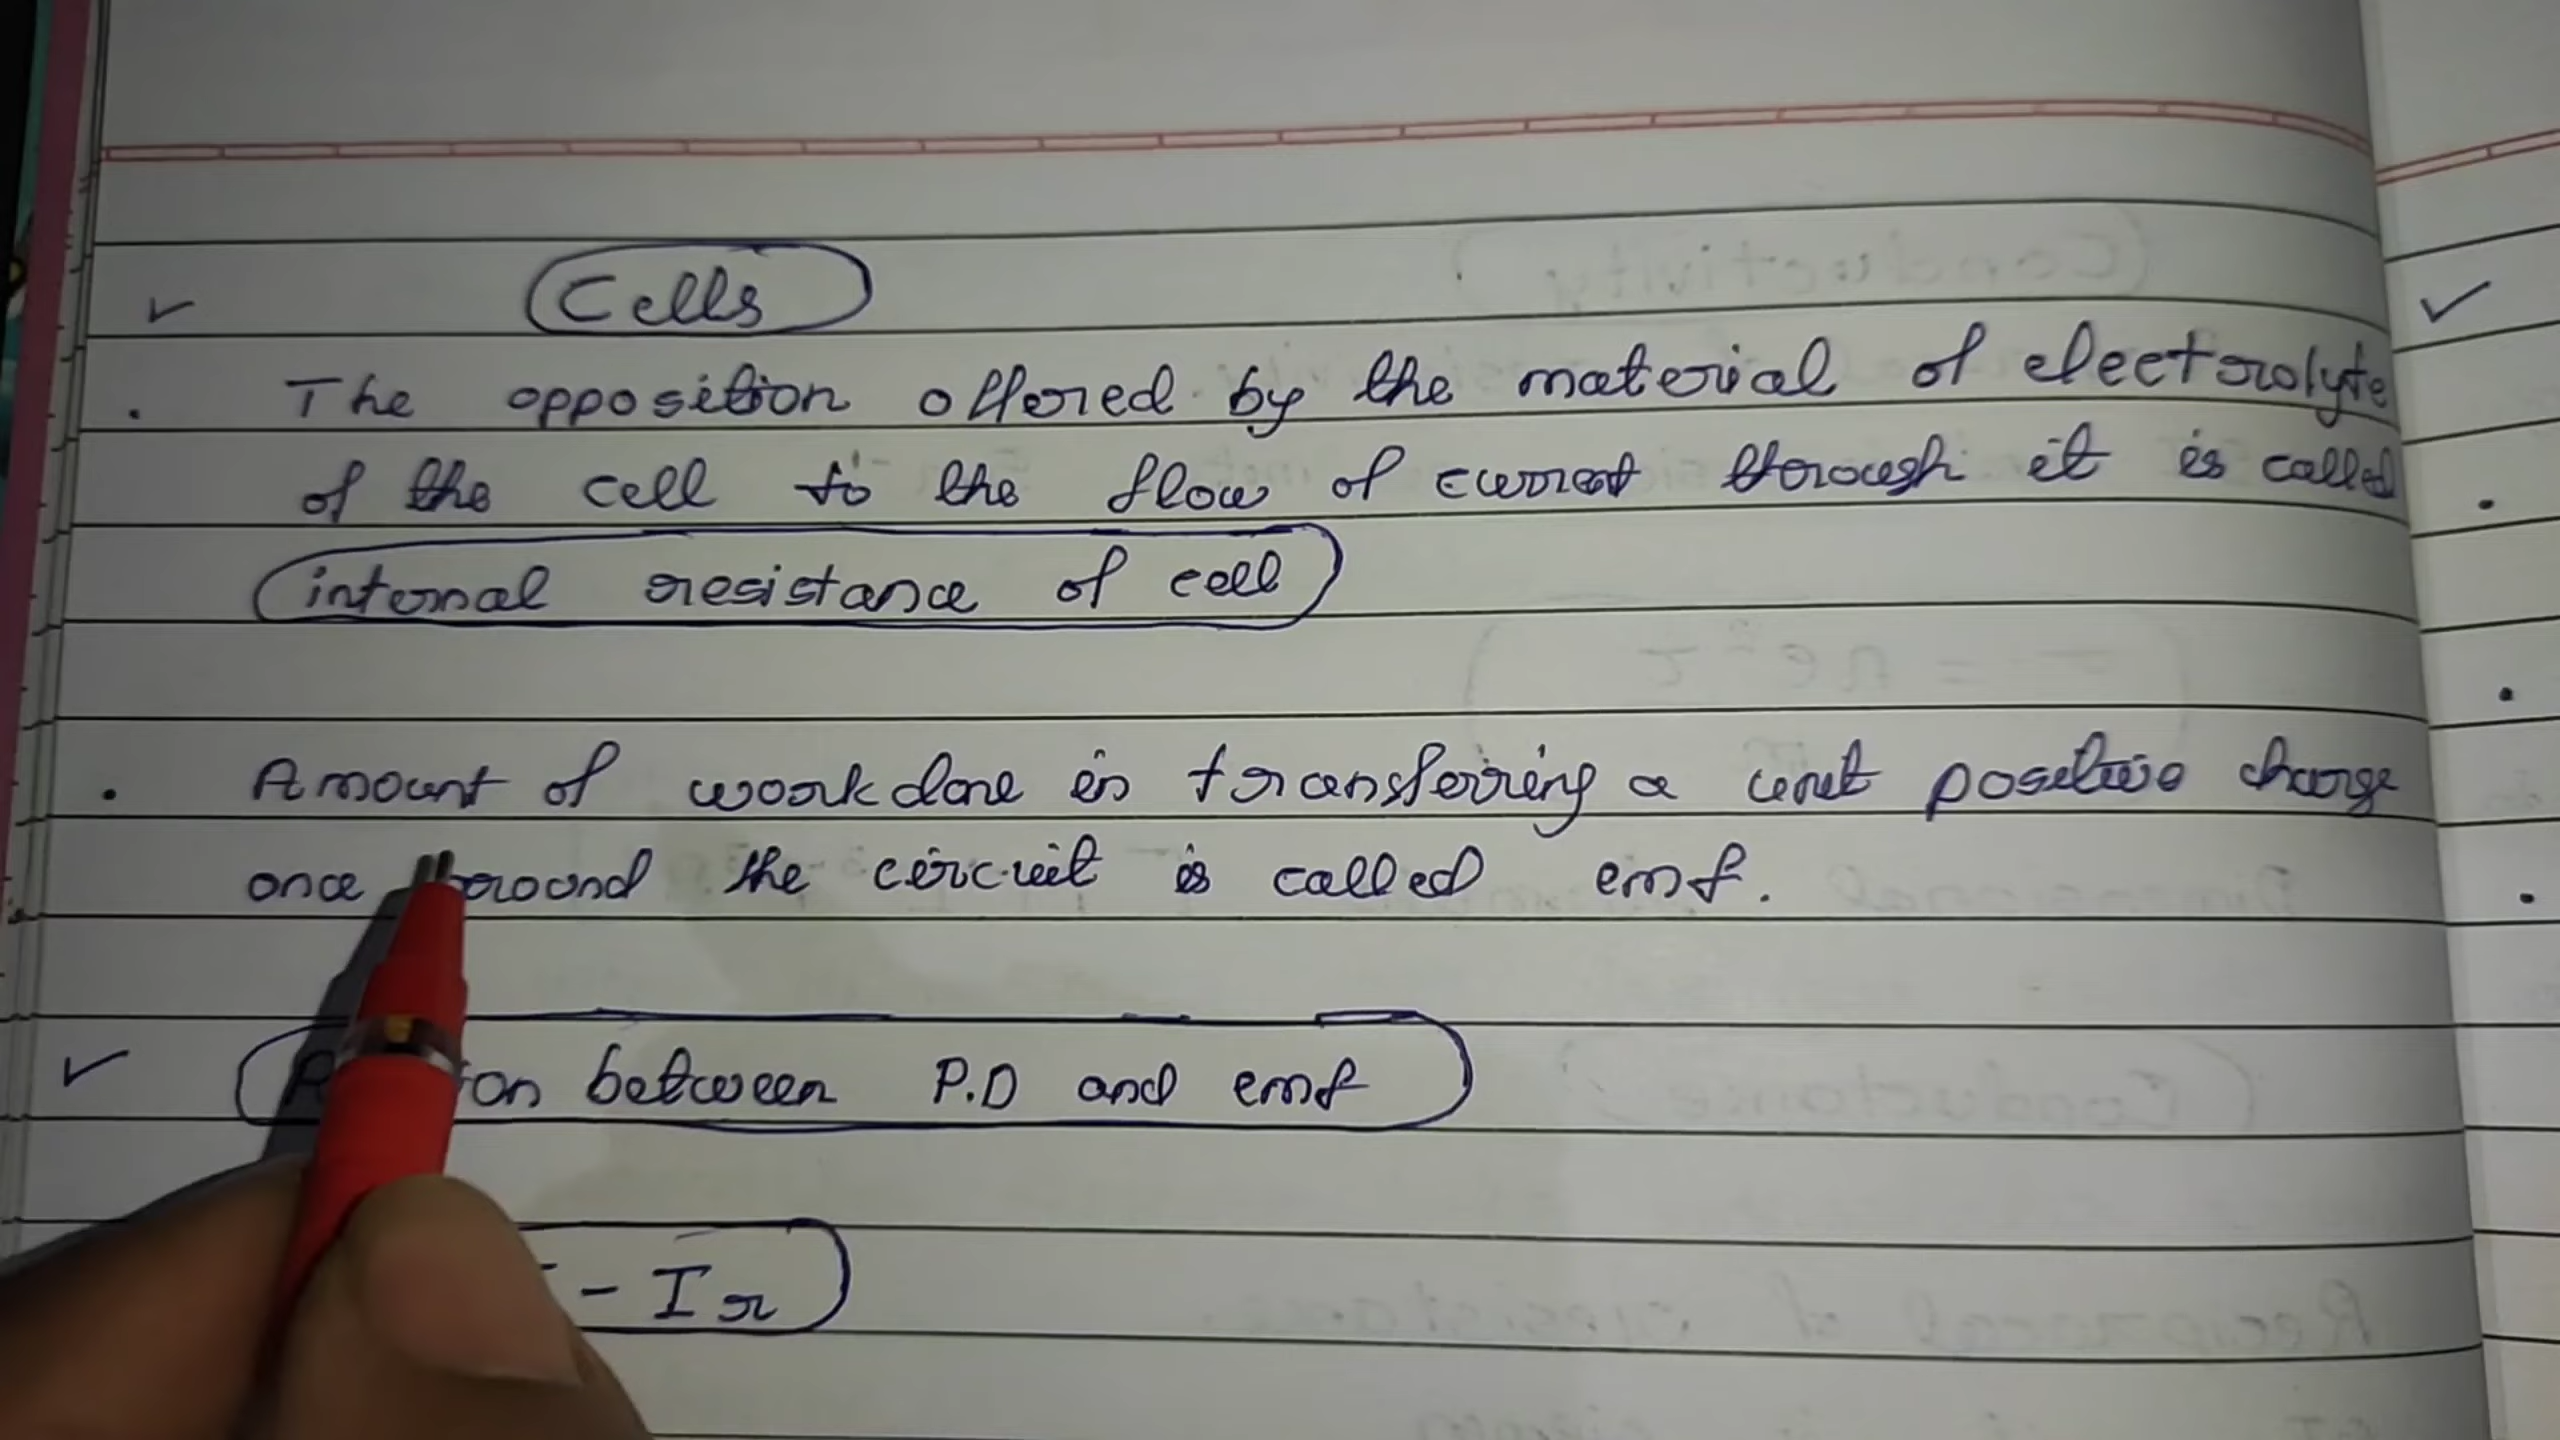 Cells
The opposition offered by the material of electrolyte
of the cell to the flow of current through it is called
internal resistance of cell
Amount of work done in transferring a unit positive charge
once around the circuit is called emf.
between P.D and emf
- Ir